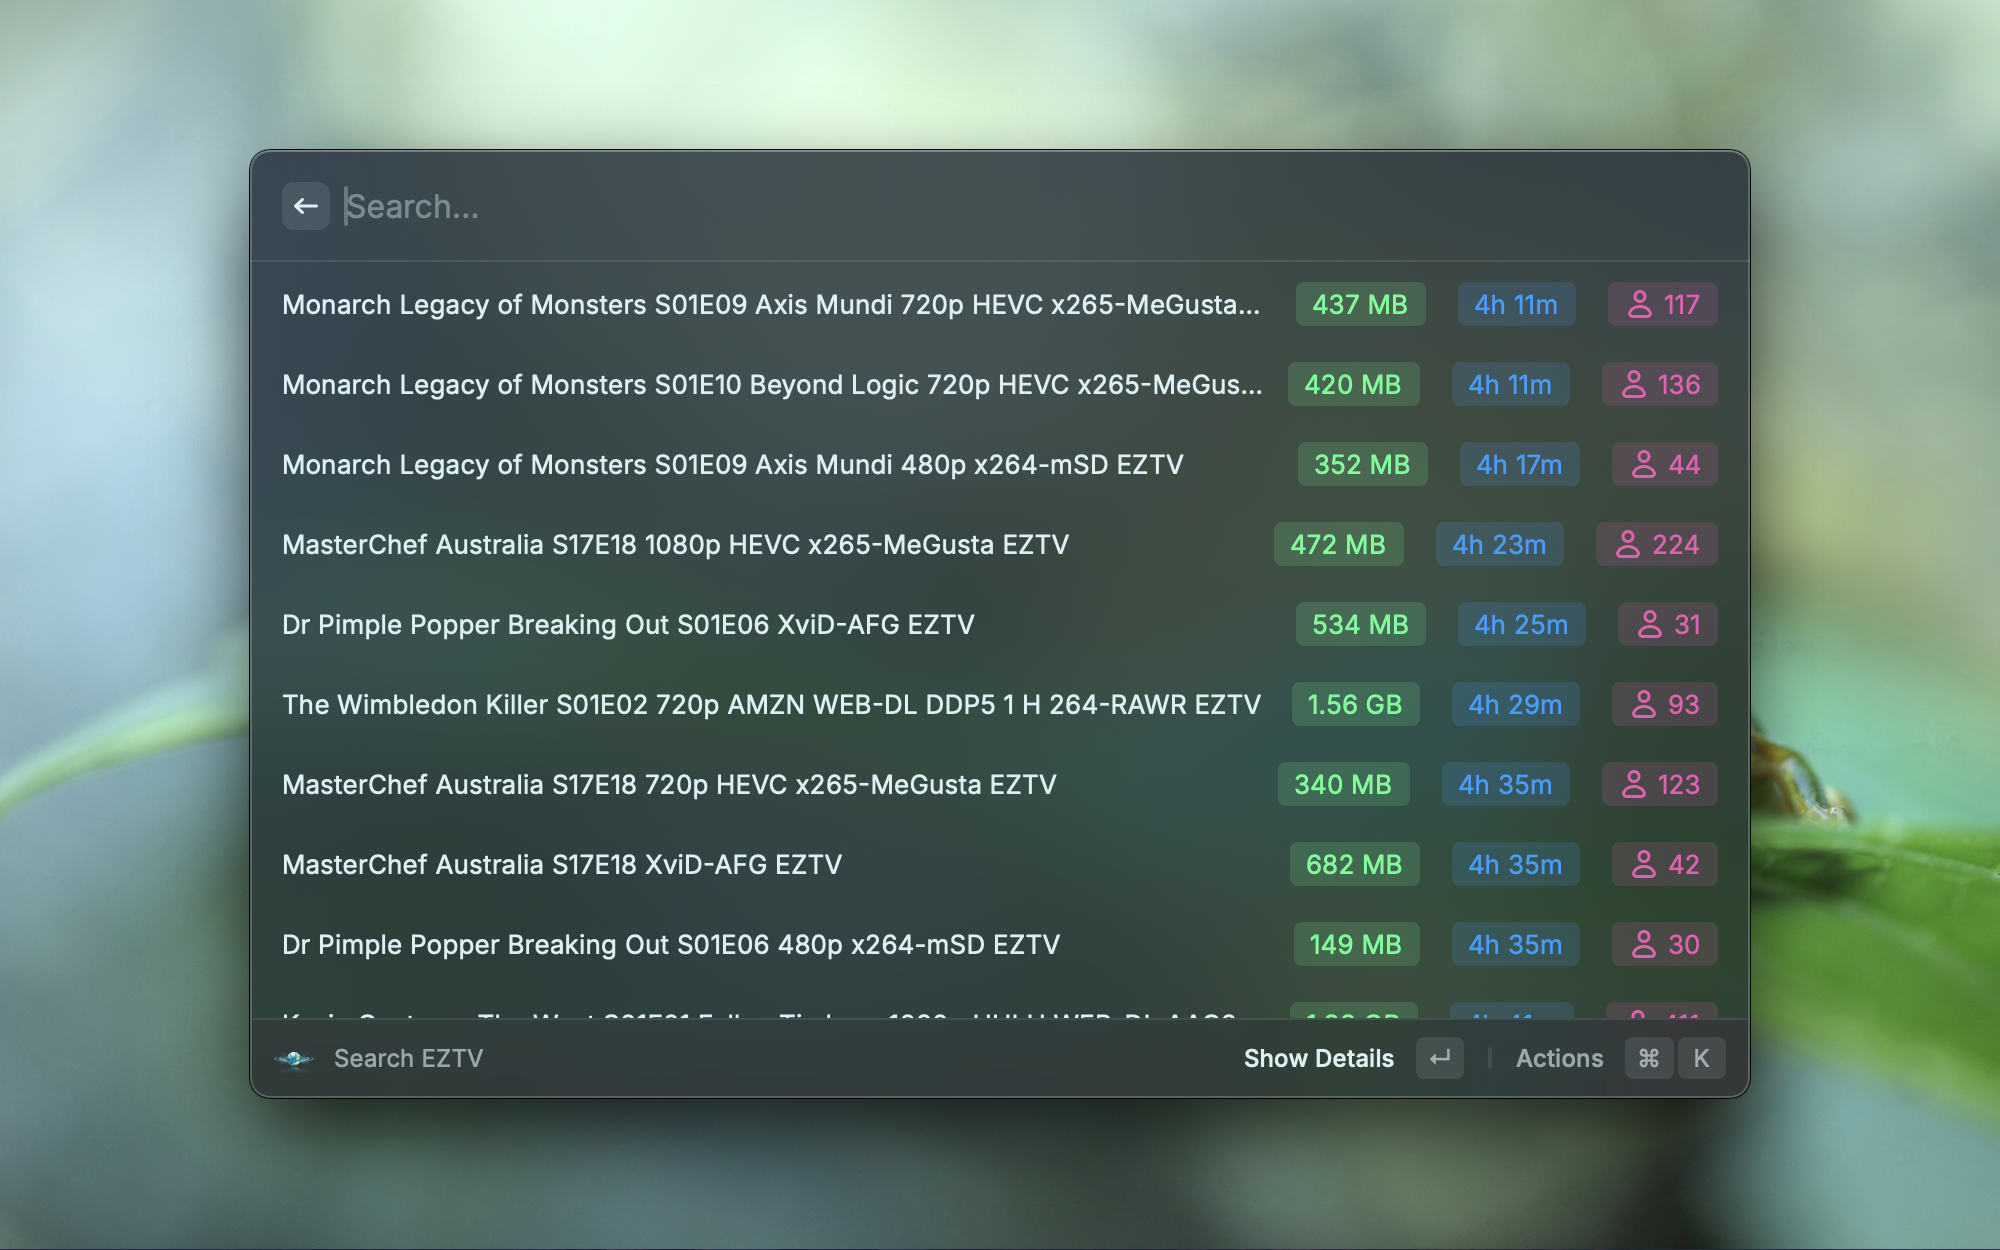 Search...
Monarch Legacy of Monsters S01E09 Axis Mundi 720p HEVC x265-MeGusta... 437 MB 4h 11m 117
Monarch Legacy of Monsters S01E10 Beyond Logic 720p HEVC x265-MeGus... 420 MB 4h 11m 136
Monarch Legacy of Monsters S01E09 Axis Mundi 480p x264-mSD EZTV 352 MB 4h 17m 44
MasterChef Australia S17E18 1080p HEVC x265-MeGusta EZTV 472 MB 4h 23m 224
Dr Pimple Popper Breaking Out S01E06 XviD-AFG EZTV 534 MB 4h 25m 31
The Wimbledon Killer S01E02 720p AMZN WEB-DL DDP5 1 H 264-RAWR EZTV 1.56 GB 4h 29m 93
MasterChef Australia S17E18 720p HEVC x265-MeGusta EZTV 340 MB 4h 35m 123
MasterChef Australia S17E18 XviD-AFG EZTV 682 MB 4h 35m 42
Dr Pimple Popper Breaking Out S01E06 480p x264-mSD EZTV 149 MB 4h 35m 30
Search EZTV Show Details Actions ⌘ K